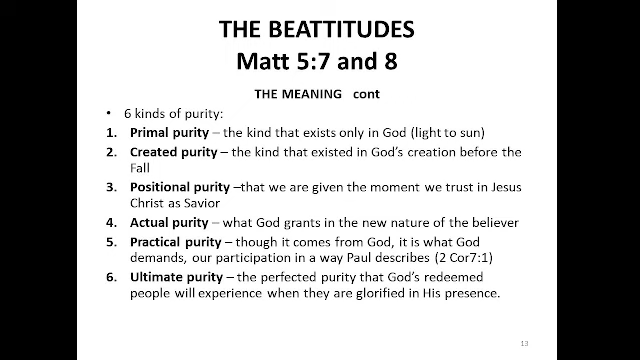 THE BEATTITUDES
Matt 5:7 and 8
THE MEANING cont
• 6 kinds of purity:
1. Primal purity – the kind that exists only in God (light to sun)
2. Created purity – the kind that existed in God's creation before the
Fall
3. Positional purity –that we are given the moment we trust in Jesus
Christ as Savior
4. Actual purity – what God grants in the new nature of the believer
5. Practical purity – though it comes from God, it is what God
demands, our participation in a way Paul describes (2 Cor7:1)
6. Ultimate purity – the perfected purity that God's redeemed
people will experience when they are glorified in His presence.
13